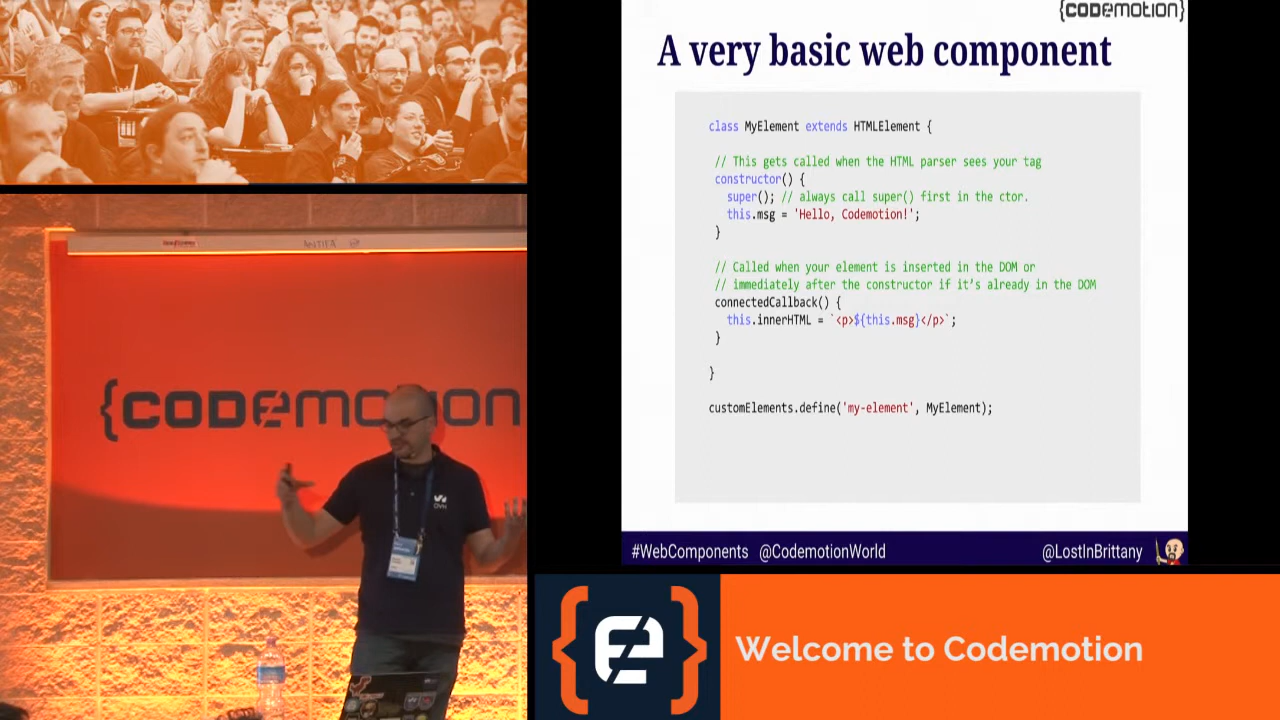 {CODEMOTION}
A very basic web component
class MyElement extends HTMLElement {
// This gets called when the HTML parser sees your tag
constructor() {
super(); // always call super() first in the ctor.
this.msg = 'Hello, Codemotion!';
}
// Called when your element is inserted in the DOM or
// immediately after the constructor if it's already in the DOM
connectedCallback() {
this.innerHTML = `<p>${this.msg}</p>`;
}
}
customElements.define('my-element', MyElement);
#WebComponents @CodemotionWorld
@LostInBrittany
ANTIFA
{CODEMOTION
OVH
Welcome to Codemotion